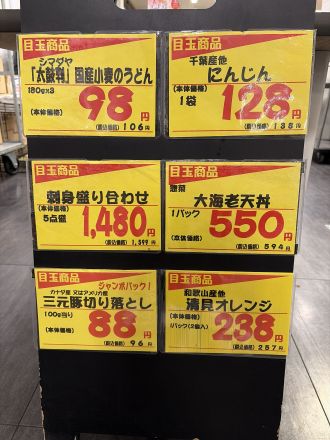 目玉商品
シマダヤ
「太鼓判」国産小麦のうどん
180g×3
(本体価格)
98円
(税込価格) 106円
目玉商品
千葉産他
にんじん
(本体価格)
1袋
128円
(税込価格) 138円
目玉商品
刺身盛り合わせ
(本体価格)
5点盛
1,480円
(税込価格) 1,599円
目玉商品
惣菜
大海老天丼
1パック
(本体価格)
550円
(税込価格) 594円
目玉商品
ジャンボパック!
カナダ産 又はアメリカ産
三元豚切り落とし
100g当り
(本体価格)
88円
(税込価格) 96円
目玉商品
和歌山産他
清見オレンジ
(本体価格)
1パック(2個入)
238円
(税込価格) 257円